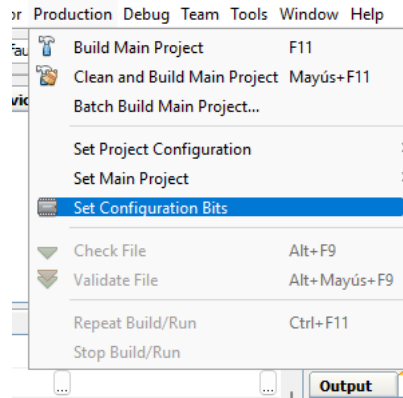 or Production Debug Team Tools Window Help
Build Main Project F11
Clean and Build Main Project Mayús+F11
Batch Build Main Project...
Set Project Configuration
Set Main Project
Set Configuration Bits
Check File Alt+F9
Validate File Alt+Mayús+F9
Repeat Build/Run Ctrl+F11
Stop Build/Run
... ... Output